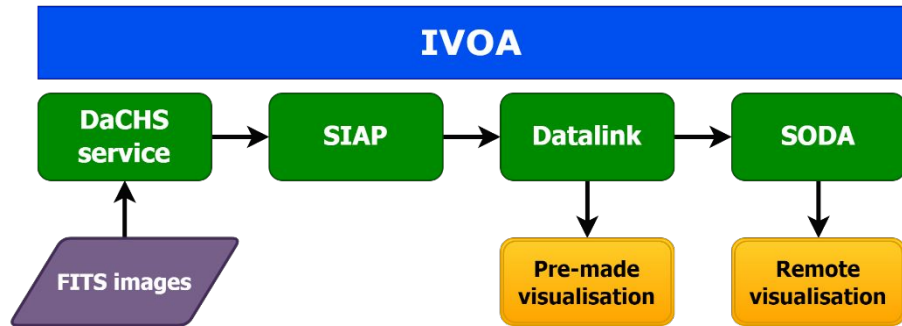 IVOA
DaCHS
service
SIAP
Datalink
SODA
FITS images
Pre-made
visualisation
Remote
visualisation